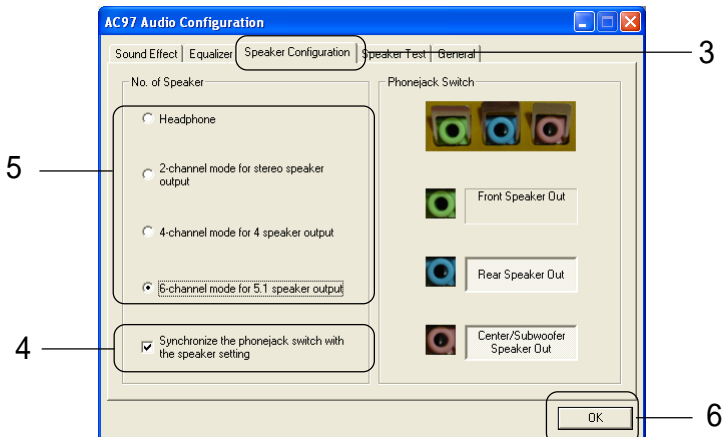 AC97 Audio Configuration
Sound Effect Equalizer Speaker Configuration Speaker Test General
3
No. of Speaker
Headphone
2-channel mode for stereo speaker
output
4-channel mode for 4 speaker output
6-channel mode for 5.1 speaker output
5
Synchronize the phonejack switch with
the speaker setting
4
Phonejack Switch
Front Speaker Out
Rear Speaker Out
Center/Subwoofer
Speaker Out
OK
6